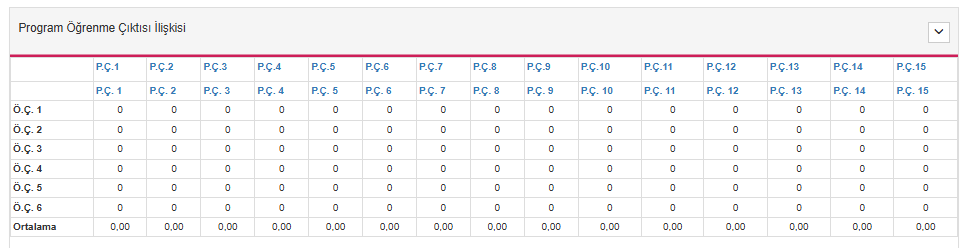 Program Öğrenme Çıktısı İlişkisi
P.Ç.1 P.Ç.2 P.Ç.3 P.Ç.4 P.Ç.5 P.Ç.6 P.Ç.7 P.Ç.8 P.Ç.9 P.Ç.10 P.Ç.11 P.Ç.12 P.Ç.13 P.Ç.14 P.Ç.15
P.Ç. 1 P.Ç. 2 P.Ç. 3 P.Ç. 4 P.Ç. 5 P.Ç. 6 P.Ç. 7 P.Ç. 8 P.Ç. 9 P.Ç. 10 P.Ç. 11 P.Ç. 12 P.Ç. 13 P.Ç. 14 P.Ç. 15
Ö.Ç. 1 0 0 0 0 0 0 0 0 0 0 0 0 0 0 0
Ö.Ç. 2 0 0 0 0 0 0 0 0 0 0 0 0 0 0 0
Ö.Ç. 3 0 0 0 0 0 0 0 0 0 0 0 0 0 0 0
Ö.Ç. 4 0 0 0 0 0 0 0 0 0 0 0 0 0 0 0
Ö.Ç. 5 0 0 0 0 0 0 0 0 0 0 0 0 0 0 0
Ö.Ç. 6 0 0 0 0 0 0 0 0 0 0 0 0 0 0 0
Ortalama 0,00 0,00 0,00 0,00 0,00 0,00 0,00 0,00 0,00 0,00 0,00 0,00 0,00 0,00 0,00